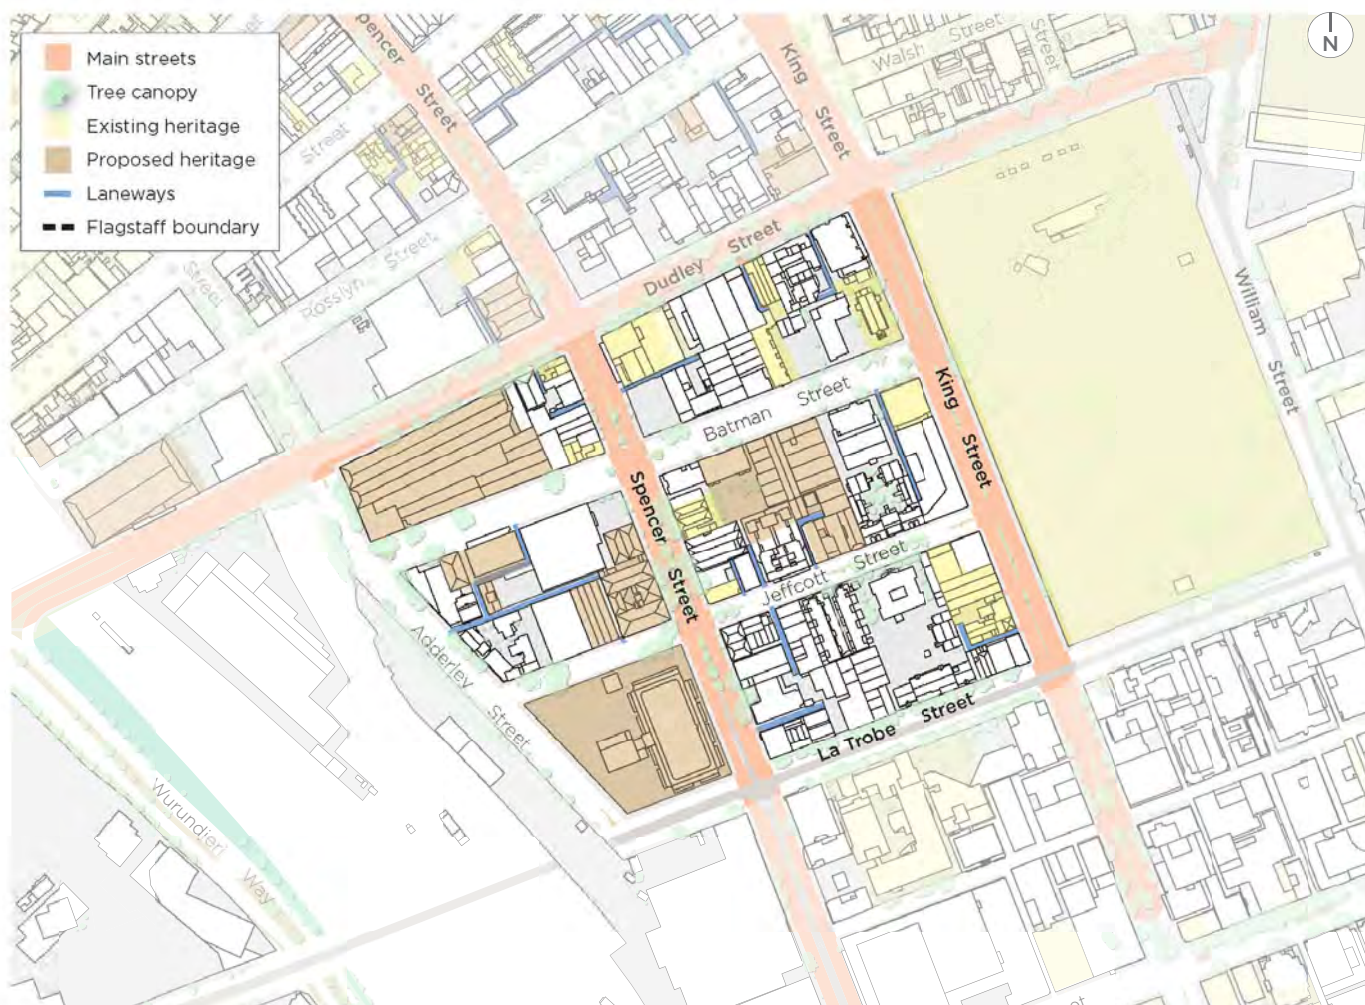 Main streets
Tree canopy
Existing heritage
Proposed heritage
Laneways
Flagstaff boundary
N
Spencer
Street
King
Street
Walsh Street
Street
Street
Street
Rosslyn Street
Dudley Street
William
Street
King
Street
Batman Street
Spencer
Street
Jeffcott Street
Adderley
Street
La Trobe Street
Wurundjeri
Way